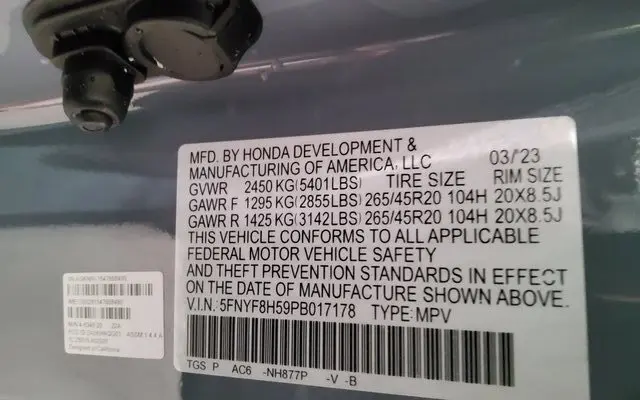 MFD. BY HONDA DEVELOPMENT &
MANUFACTURING OF AMERICA, LLC 03/'23
GVWR 2450 KG(5401LBS) TIRE SIZE RIM SIZE
GAWR F 1295 KG(2855LBS) 265/45R20 104H 20X8.5J
GAWR R 1425 KG(3142LBS) 265/45R20 104H 20X8.5J
THIS VEHICLE CONFORMS TO ALL APPLICABLE
FEDERAL MOTOR VEHICLE SAFETY
AND THEFT PREVENTION STANDARDS IN EFFECT
ON THE DATE OF MANUFACTURE SHOWN ABOVE.
V.I.N.:5FNYF8H59PB017178 TYPE:MPV
TGS P AC6 -NH877P -V -B